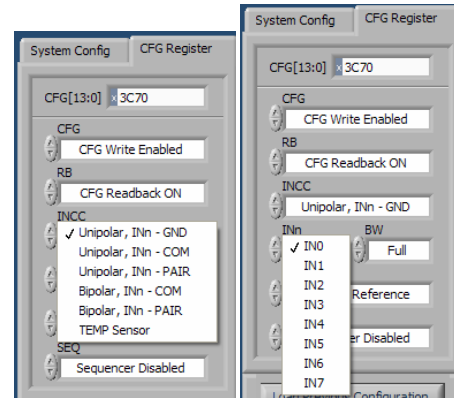 System Config
CFG Register
CFG[13:0]
x 3C70
CFG
CFG Write Enabled
RB
CFG Readback ON
INCC
✓ Unipolar, INn - GND
Unipolar, INn - COM
Unipolar, INn - PAIR
Bipolar, INn - COM
Bipolar, INn - PAIR
TEMP Sensor
SEQ
Sequencer Disabled
System Config
CFG Register
CFG[13:0]
x 3C70
CFG
CFG Write Enabled
RB
CFG Readback ON
INCC
Unipolar, INn - GND
INn
BW
✓ IN0
Full
IN1
IN2
IN3
Reference
IN4
IN5
Disabled
IN6
IN7
Configuration